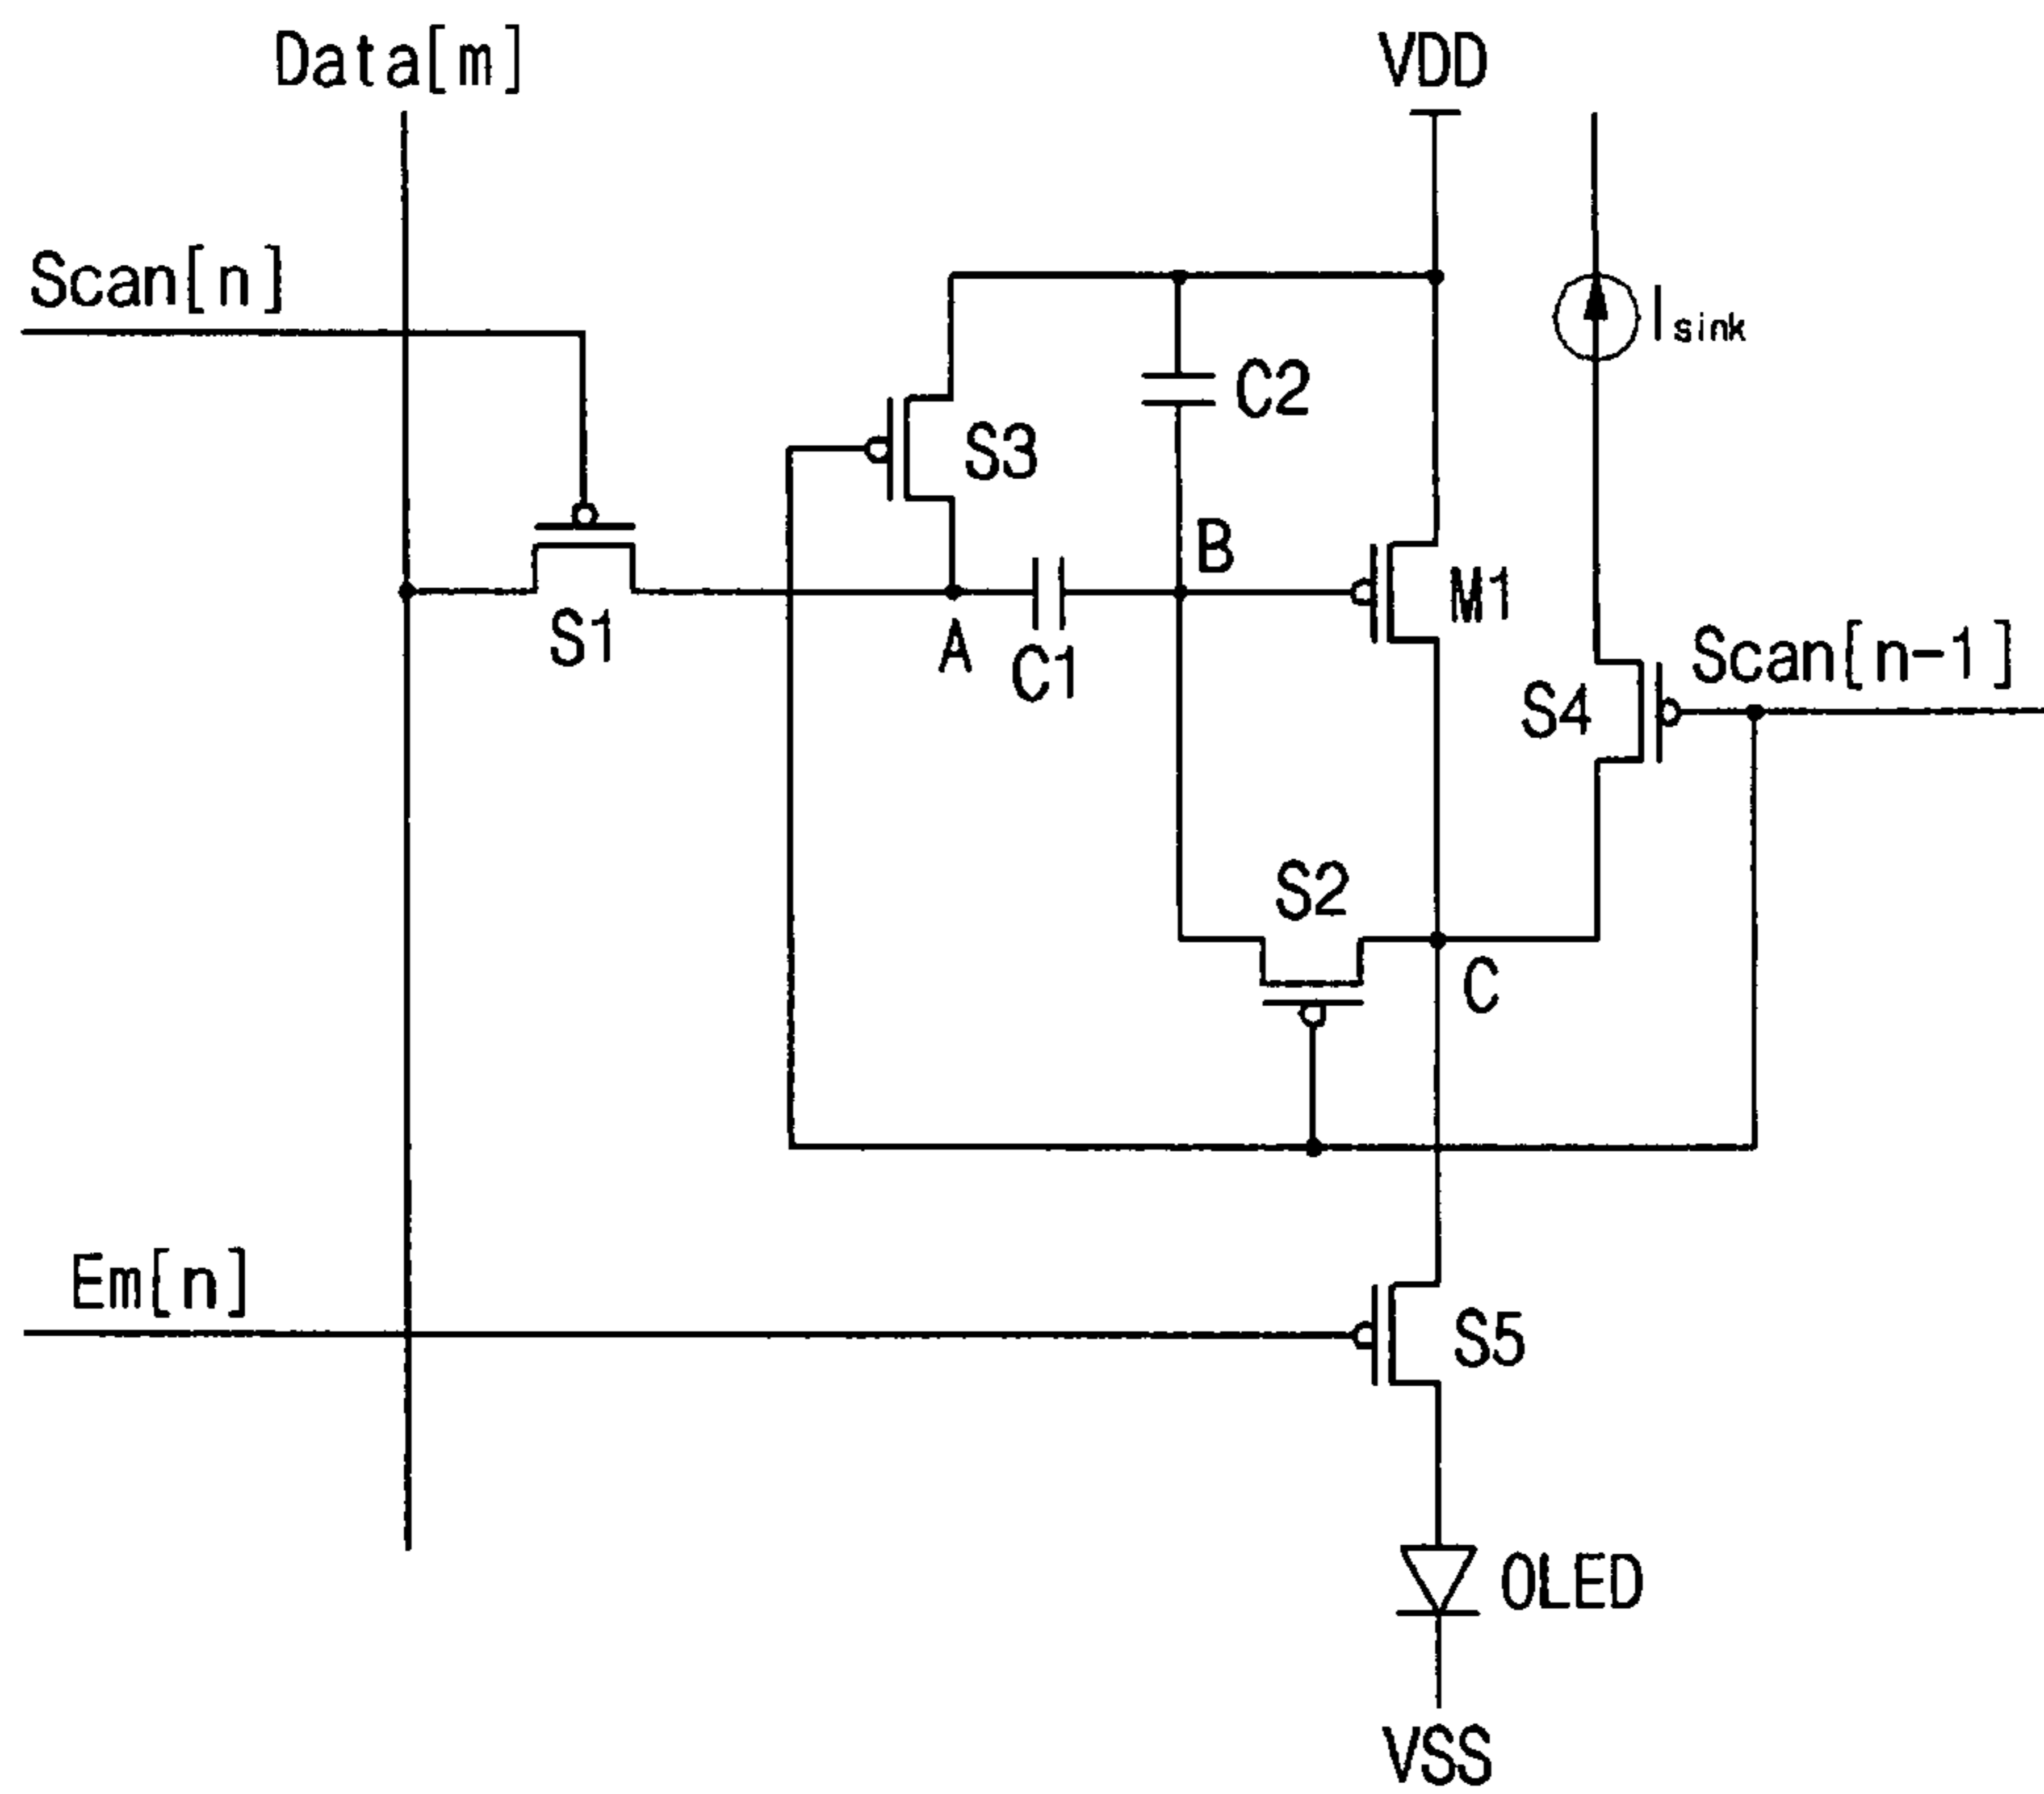 Data[m]
VDD
Scan[n]
Isink
C2
S3
B
M1
S1
A
C1
Scan[n-1]
S4
S2
C
Em[n]
S5
OLED
VSS